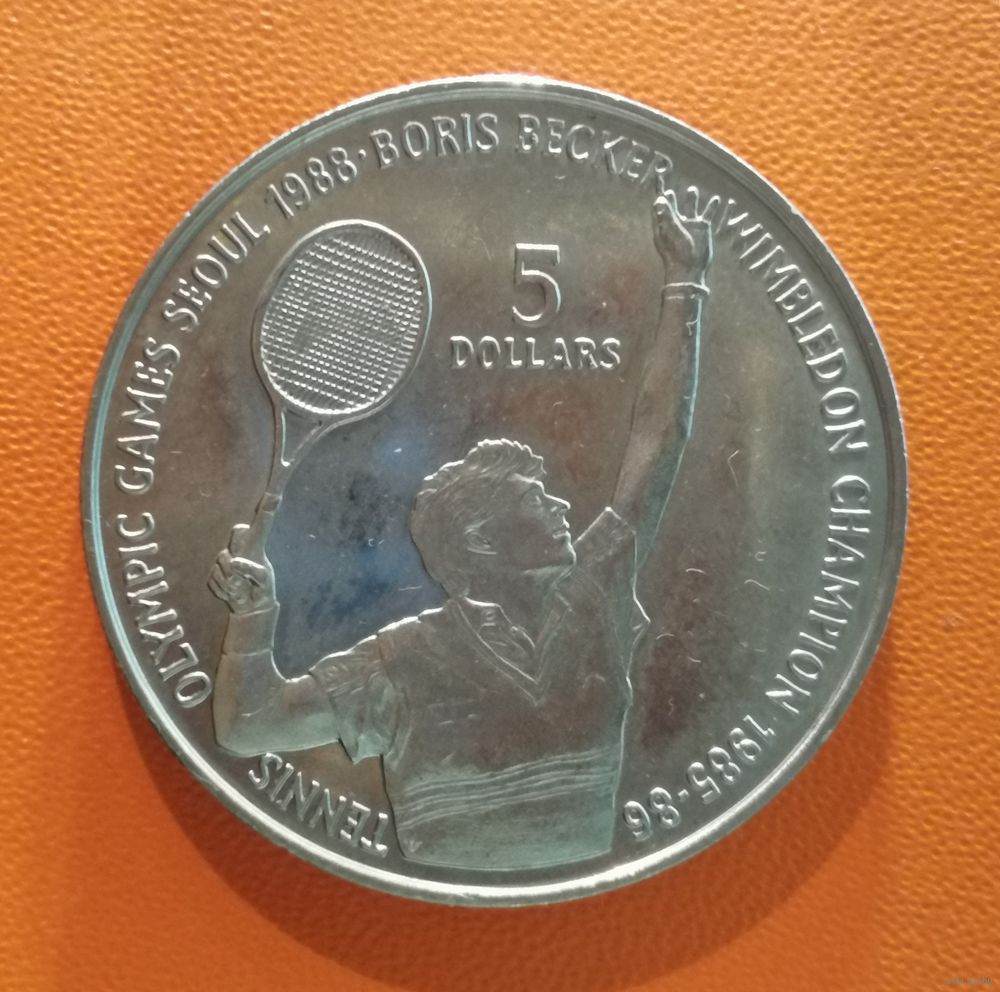 TENNIS OLYMPIC GAMES SEOUL 1988 · BORIS BECKER WIMBLEDON CHAMPION 1985-86
5
DOLLARS